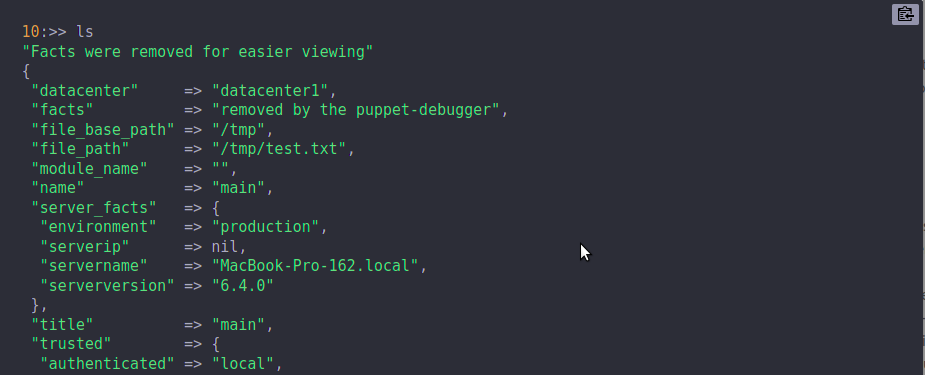 10:>> ls
"Facts were removed for easier viewing"
{
 "datacenter"     => "datacenter1",
 "facts"          => "removed by the puppet-debugger",
 "file_base_path" => "/tmp",
 "file_path"      => "/tmp/test.txt",
 "module_name"    => "",
 "name"           => "main",
 "server_facts"   => {
  "environment"   => "production",
  "serverip"      => nil,
  "servername"    => "MacBook-Pro-162.local",
  "serverversion" => "6.4.0"
 },
 "title"          => "main",
 "trusted"        => {
  "authenticated" => "local",